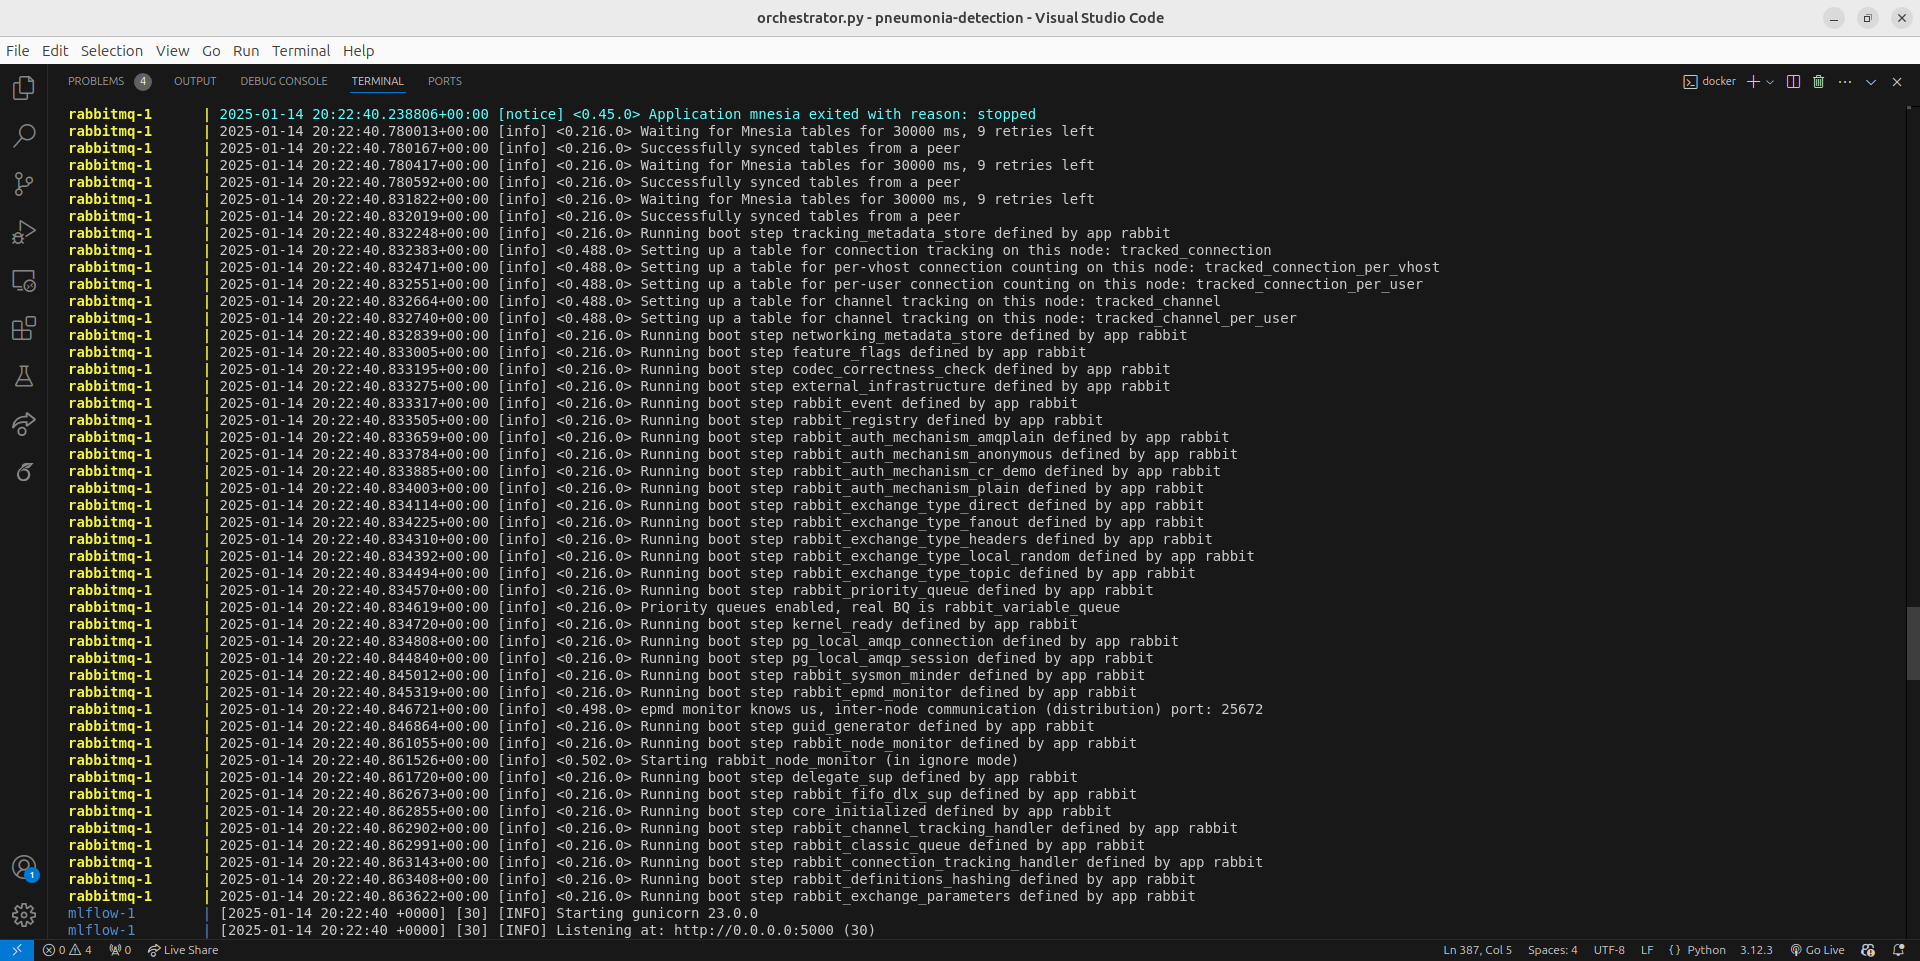 orchestrator.py - pneumonia-detection - Visual Studio Code
File Edit Selection View Go Run Terminal Help
PROBLEMS 4 OUTPUT DEBUG CONSOLE TERMINAL PORTS docker
rabbitmq-1 | 2025-01-14 20:22:40.238806+00:00 [notice] <0.45.0> Application mnesia exited with reason: stopped
rabbitmq-1 | 2025-01-14 20:22:40.780013+00:00 [info] <0.216.0> Waiting for Mnesia tables for 30000 ms, 9 retries left
rabbitmq-1 | 2025-01-14 20:22:40.780167+00:00 [info] <0.216.0> Successfully synced tables from a peer
rabbitmq-1 | 2025-01-14 20:22:40.780417+00:00 [info] <0.216.0> Waiting for Mnesia tables for 30000 ms, 9 retries left
rabbitmq-1 | 2025-01-14 20:22:40.780592+00:00 [info] <0.216.0> Successfully synced tables from a peer
rabbitmq-1 | 2025-01-14 20:22:40.831822+00:00 [info] <0.216.0> Waiting for Mnesia tables for 30000 ms, 9 retries left
rabbitmq-1 | 2025-01-14 20:22:40.832019+00:00 [info] <0.216.0> Successfully synced tables from a peer
rabbitmq-1 | 2025-01-14 20:22:40.832248+00:00 [info] <0.216.0> Running boot step tracking_metadata_store defined by app rabbit
rabbitmq-1 | 2025-01-14 20:22:40.832383+00:00 [info] <0.488.0> Setting up a table for connection tracking on this node: tracked_connection
rabbitmq-1 | 2025-01-14 20:22:40.832471+00:00 [info] <0.488.0> Setting up a table for per-vhost connection counting on this node: tracked_connection_per_vhost
rabbitmq-1 | 2025-01-14 20:22:40.832551+00:00 [info] <0.488.0> Setting up a table for per-user connection counting on this node: tracked_connection_per_user
rabbitmq-1 | 2025-01-14 20:22:40.832664+00:00 [info] <0.488.0> Setting up a table for channel tracking on this node: tracked_channel
rabbitmq-1 | 2025-01-14 20:22:40.832740+00:00 [info] <0.488.0> Setting up a table for channel tracking on this node: tracked_channel_per_user
rabbitmq-1 | 2025-01-14 20:22:40.832839+00:00 [info] <0.216.0> Running boot step networking_metadata_store defined by app rabbit
rabbitmq-1 | 2025-01-14 20:22:40.833005+00:00 [info] <0.216.0> Running boot step feature_flags defined by app rabbit
rabbitmq-1 | 2025-01-14 20:22:40.833195+00:00 [info] <0.216.0> Running boot step codec_correctness_check defined by app rabbit
rabbitmq-1 | 2025-01-14 20:22:40.833275+00:00 [info] <0.216.0> Running boot step external_infrastructure defined by app rabbit
rabbitmq-1 | 2025-01-14 20:22:40.833317+00:00 [info] <0.216.0> Running boot step rabbit_event defined by app rabbit
rabbitmq-1 | 2025-01-14 20:22:40.833505+00:00 [info] <0.216.0> Running boot step rabbit_registry defined by app rabbit
rabbitmq-1 | 2025-01-14 20:22:40.833659+00:00 [info] <0.216.0> Running boot step rabbit_auth_mechanism_amqplain defined by app rabbit
rabbitmq-1 | 2025-01-14 20:22:40.833784+00:00 [info] <0.216.0> Running boot step rabbit_auth_mechanism_anonymous defined by app rabbit
rabbitmq-1 | 2025-01-14 20:22:40.833885+00:00 [info] <0.216.0> Running boot step rabbit_auth_mechanism_cr_demo defined by app rabbit
rabbitmq-1 | 2025-01-14 20:22:40.834003+00:00 [info] <0.216.0> Running boot step rabbit_auth_mechanism_plain defined by app rabbit
rabbitmq-1 | 2025-01-14 20:22:40.834114+00:00 [info] <0.216.0> Running boot step rabbit_exchange_type_direct defined by app rabbit
rabbitmq-1 | 2025-01-14 20:22:40.834225+00:00 [info] <0.216.0> Running boot step rabbit_exchange_type_fanout defined by app rabbit
rabbitmq-1 | 2025-01-14 20:22:40.834310+00:00 [info] <0.216.0> Running boot step rabbit_exchange_type_headers defined by app rabbit
rabbitmq-1 | 2025-01-14 20:22:40.834392+00:00 [info] <0.216.0> Running boot step rabbit_exchange_type_local_random defined by app rabbit
rabbitmq-1 | 2025-01-14 20:22:40.834494+00:00 [info] <0.216.0> Running boot step rabbit_exchange_type_topic defined by app rabbit
rabbitmq-1 | 2025-01-14 20:22:40.834570+00:00 [info] <0.216.0> Running boot step rabbit_priority_queue defined by app rabbit
rabbitmq-1 | 2025-01-14 20:22:40.834619+00:00 [info] <0.216.0> Priority queues enabled, real BQ is rabbit_variable_queue
rabbitmq-1 | 2025-01-14 20:22:40.834720+00:00 [info] <0.216.0> Running boot step kernel_ready defined by app rabbit
rabbitmq-1 | 2025-01-14 20:22:40.834808+00:00 [info] <0.216.0> Running boot step pg_local_amqp_connection defined by app rabbit
rabbitmq-1 | 2025-01-14 20:22:40.844840+00:00 [info] <0.216.0> Running boot step pg_local_amqp_session defined by app rabbit
rabbitmq-1 | 2025-01-14 20:22:40.845012+00:00 [info] <0.216.0> Running boot step rabbit_sysmon_minder defined by app rabbit
rabbitmq-1 | 2025-01-14 20:22:40.845319+00:00 [info] <0.216.0> Running boot step rabbit_epmd_monitor defined by app rabbit
rabbitmq-1 | 2025-01-14 20:22:40.846721+00:00 [info] <0.498.0> epmd monitor knows us, inter-node communication (distribution) port: 25672
rabbitmq-1 | 2025-01-14 20:22:40.846864+00:00 [info] <0.216.0> Running boot step guid_generator defined by app rabbit
rabbitmq-1 | 2025-01-14 20:22:40.861055+00:00 [info] <0.216.0> Running boot step rabbit_node_monitor defined by app rabbit
rabbitmq-1 | 2025-01-14 20:22:40.861526+00:00 [info] <0.502.0> Starting rabbit_node_monitor (in ignore mode)
rabbitmq-1 | 2025-01-14 20:22:40.861720+00:00 [info] <0.216.0> Running boot step delegate_sup defined by app rabbit
rabbitmq-1 | 2025-01-14 20:22:40.862673+00:00 [info] <0.216.0> Running boot step rabbit_fifo_dlx_sup defined by app rabbit
rabbitmq-1 | 2025-01-14 20:22:40.862855+00:00 [info] <0.216.0> Running boot step core_initialized defined by app rabbit
rabbitmq-1 | 2025-01-14 20:22:40.862902+00:00 [info] <0.216.0> Running boot step rabbit_channel_tracking_handler defined by app rabbit
rabbitmq-1 | 2025-01-14 20:22:40.862991+00:00 [info] <0.216.0> Running boot step rabbit_classic_queue defined by app rabbit
rabbitmq-1 | 2025-01-14 20:22:40.863143+00:00 [info] <0.216.0> Running boot step rabbit_connection_tracking_handler defined by app rabbit
rabbitmq-1 | 2025-01-14 20:22:40.863408+00:00 [info] <0.216.0> Running boot step rabbit_definitions_hashing defined by app rabbit
rabbitmq-1 | 2025-01-14 20:22:40.863622+00:00 [info] <0.216.0> Running boot step rabbit_exchange_parameters defined by app rabbit
mlflow-1 | [2025-01-14 20:22:40 +0000] [30] [INFO] Starting gunicorn 23.0.0
mlflow-1 | [2025-01-14 20:22:40 +0000] [30] [INFO] Listening at: http://0.0.0.0:5000 (30)
1
0 4 0 Live Share Ln 387, Col 5 Spaces: 4 UTF-8 LF {} Python 3.12.3 Go Live